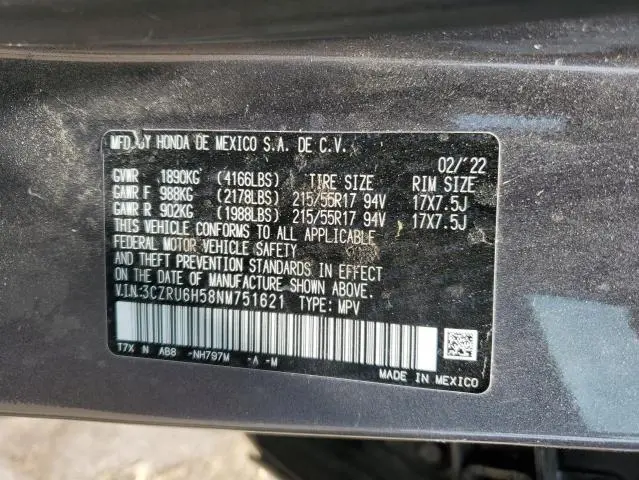 MFD. BY HONDA DE MEXICO S.A. DE C.V. 02/'22
GVWR 1890KG (4166LBS) TIRE SIZE RIM SIZE
GAWR F 988KG (2178LBS) 215/55R17 94V 17X7.5J
GAWR R 902KG (1988LBS) 215/55R17 94V 17X7.5J
THIS VEHICLE CONFORMS TO ALL APPLICABLE
FEDERAL MOTOR VEHICLE SAFETY
AND THEFT PREVENTION STANDARDS IN EFFECT
ON THE DATE OF MANUFACTURE SHOWN ABOVE.
V.I.N:3CZRU6H58NM751621 TYPE: MPV
T7X N AB8 -NH797M -A -M
MADE IN MEXICO